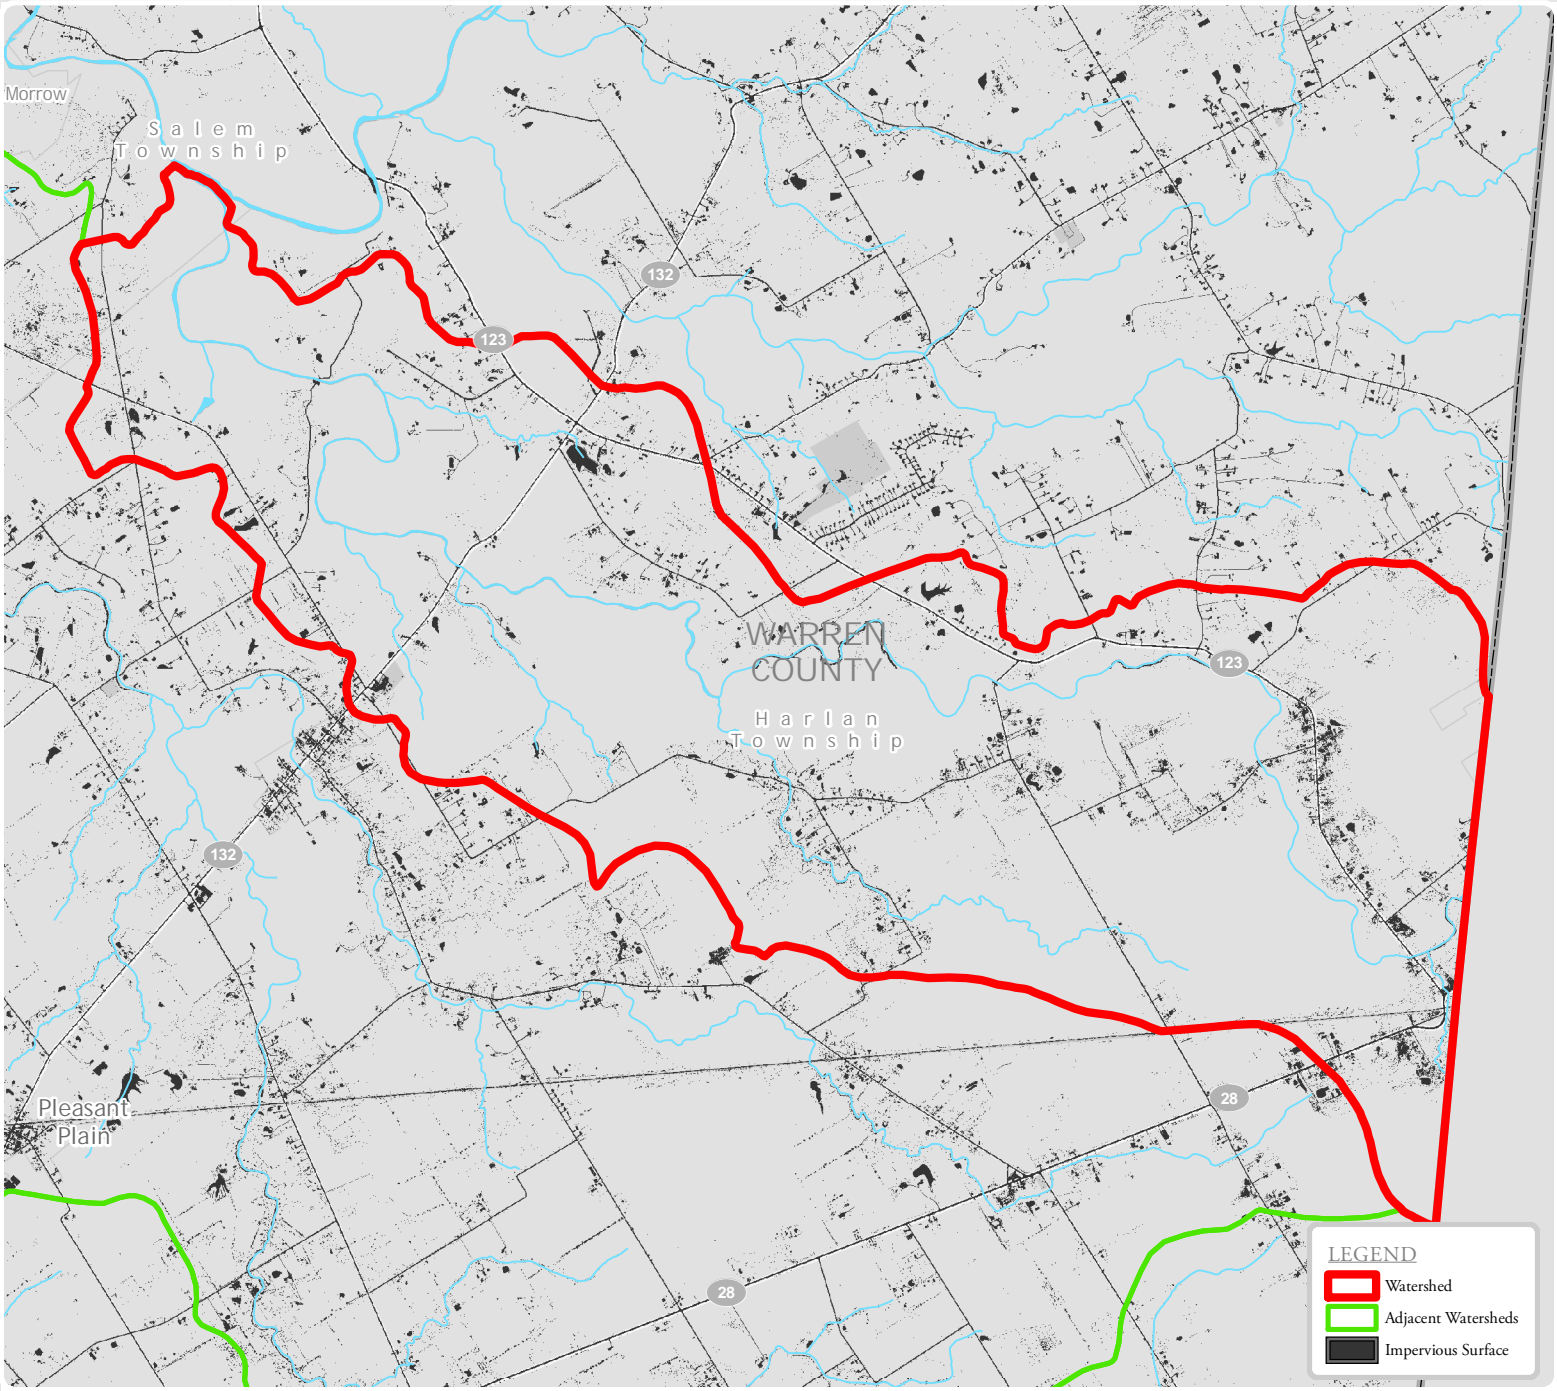 Morrow
Salem
Township
132
123
WARREN
COUNTY
123
Harlan
Township
132
28
Pleasant
Plain
28
LEGEND
Watershed
Adjacent Watersheds
Impervious Surface